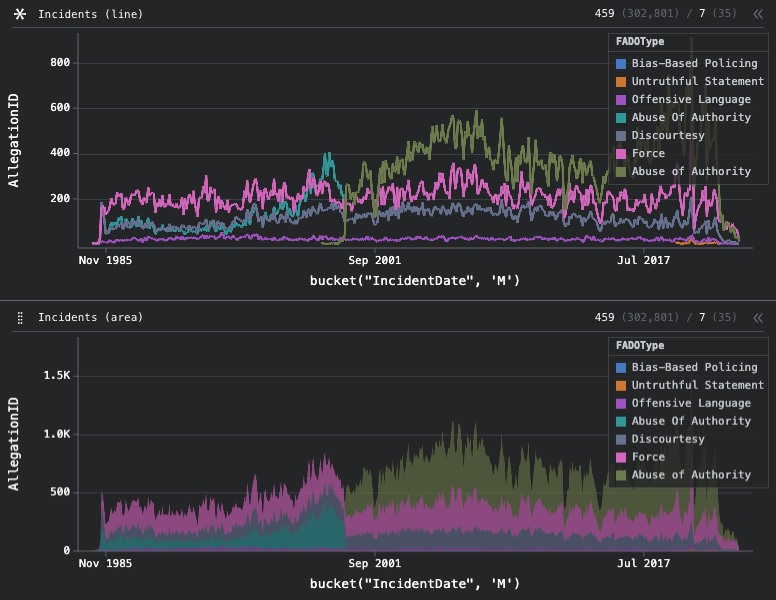 Incidents (line)
459 (302,801) / 7 (35)
FADOType
Bias-Based Policing
Untruthful Statement
Offensive Language
Abuse Of Authority
Discourtesy
Force
Abuse of Authority
AllegationID
800
600
400
200
Nov 1985
Sep 2001
Jul 2017
bucket("IncidentDate", 'M')
Incidents (area)
459 (302,801) / 7 (35)
FADOType
Bias-Based Policing
Untruthful Statement
Offensive Language
Abuse Of Authority
Discourtesy
Force
Abuse of Authority
AllegationID
1.5K
1.0K
500
0
Nov 1985
Sep 2001
Jul 2017
bucket("IncidentDate", 'M')